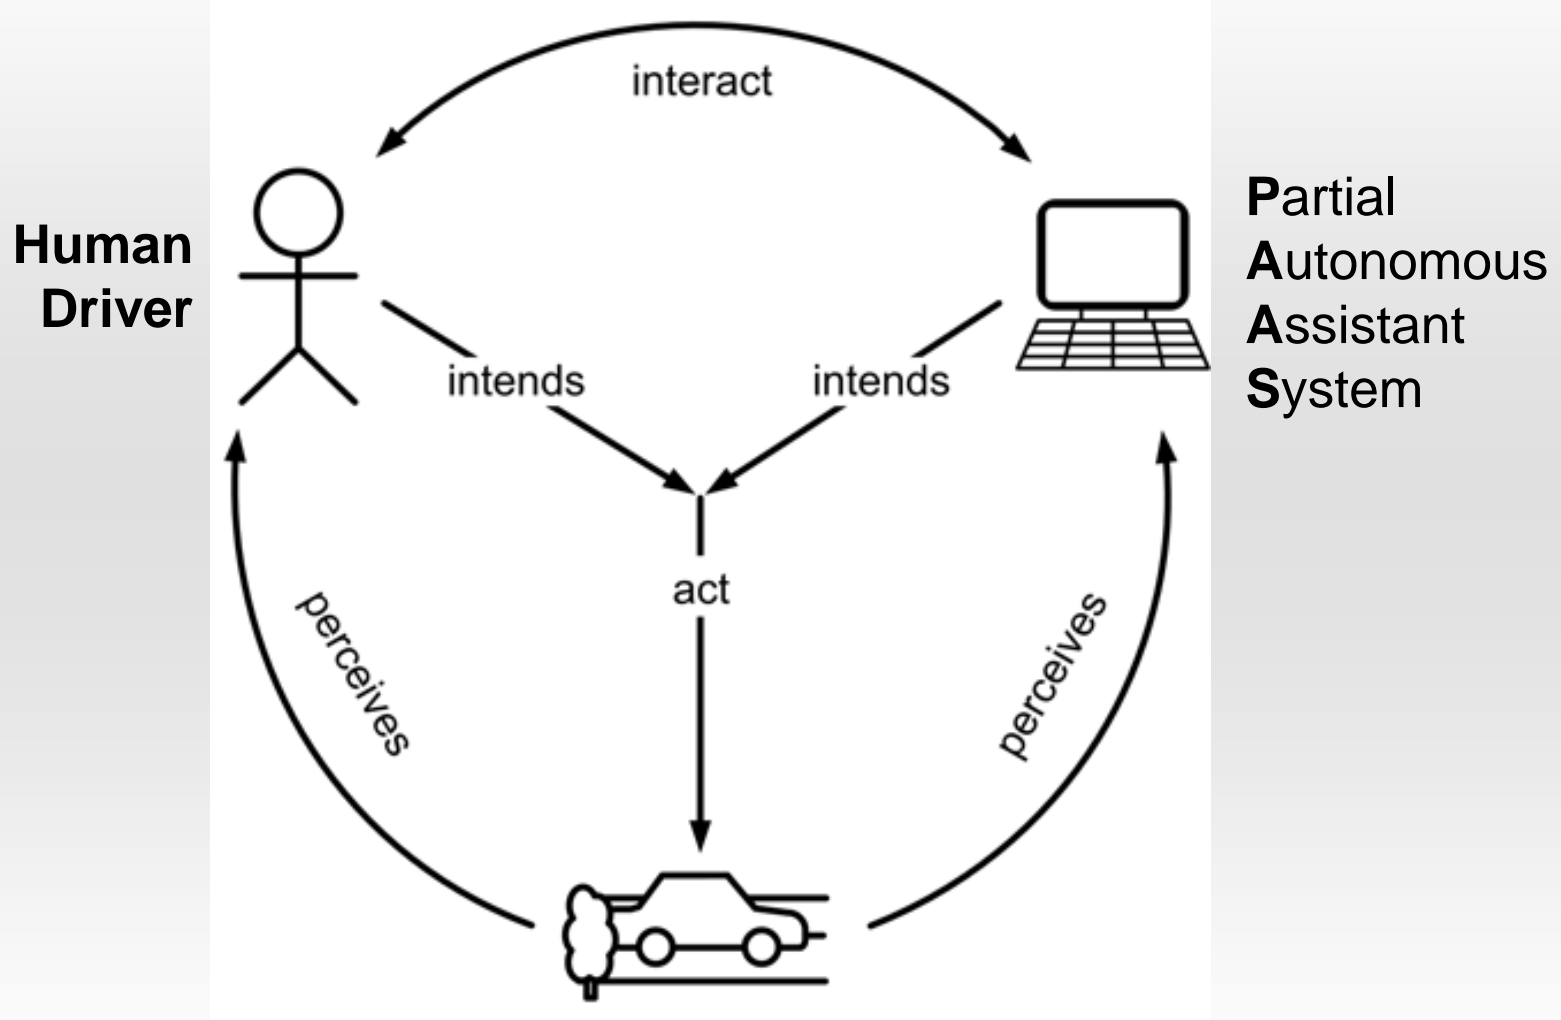 interact
Human
Driver
Partial
Autonomous
Assistant
System
intends
intends
act
perceives
perceives